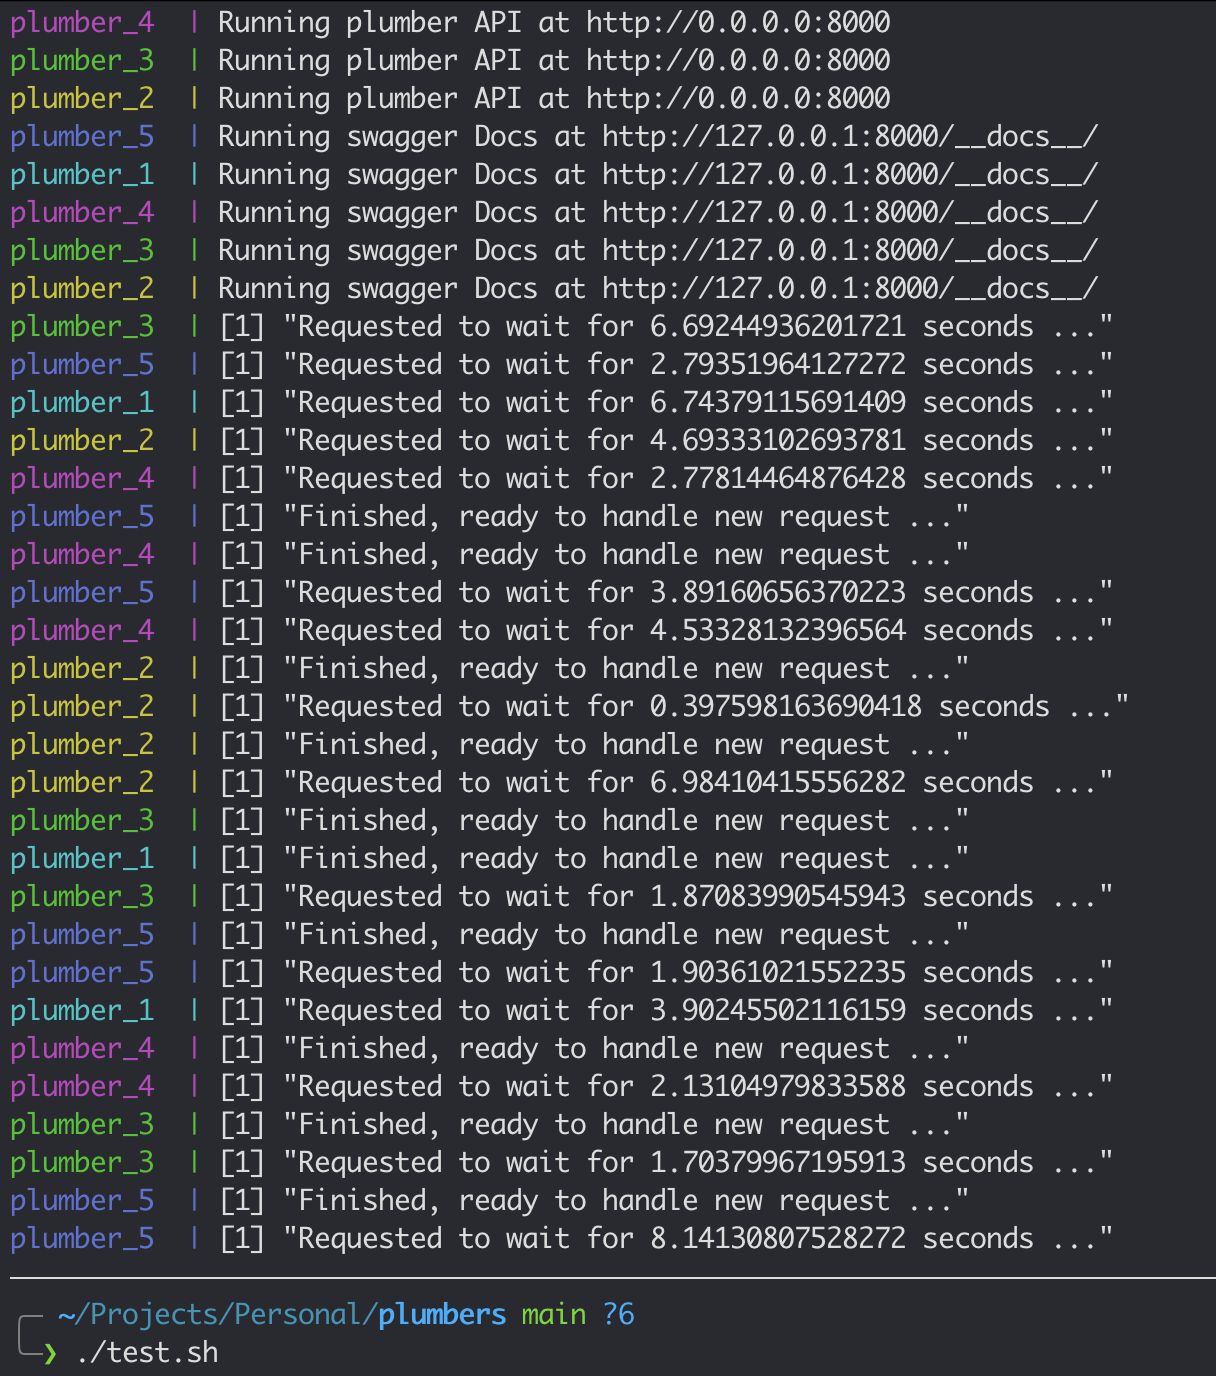 plumber_4  | Running plumber API at http://0.0.0.0:8000
plumber_3  | Running plumber API at http://0.0.0.0:8000
plumber_2  | Running plumber API at http://0.0.0.0:8000
plumber_5  | Running swagger Docs at http://127.0.0.1:8000/__docs__/
plumber_1  | Running swagger Docs at http://127.0.0.1:8000/__docs__/
plumber_4  | Running swagger Docs at http://127.0.0.1:8000/__docs__/
plumber_3  | Running swagger Docs at http://127.0.0.1:8000/__docs__/
plumber_2  | Running swagger Docs at http://127.0.0.1:8000/__docs__/
plumber_3  | [1] "Requested to wait for 6.69244936201721 seconds ..."
plumber_5  | [1] "Requested to wait for 2.79351964127272 seconds ..."
plumber_1  | [1] "Requested to wait for 6.74379115691409 seconds ..."
plumber_2  | [1] "Requested to wait for 4.69333102693781 seconds ..."
plumber_4  | [1] "Requested to wait for 2.77814464876428 seconds ..."
plumber_5  | [1] "Finished, ready to handle new request ..."
plumber_4  | [1] "Finished, ready to handle new request ..."
plumber_5  | [1] "Requested to wait for 3.89160656370223 seconds ..."
plumber_4  | [1] "Requested to wait for 4.53328132396564 seconds ..."
plumber_2  | [1] "Finished, ready to handle new request ..."
plumber_2  | [1] "Requested to wait for 0.397598163690418 seconds ..."
plumber_2  | [1] "Finished, ready to handle new request ..."
plumber_2  | [1] "Requested to wait for 6.98410415556282 seconds ..."
plumber_3  | [1] "Finished, ready to handle new request ..."
plumber_1  | [1] "Finished, ready to handle new request ..."
plumber_3  | [1] "Requested to wait for 1.87083990545943 seconds ..."
plumber_5  | [1] "Finished, ready to handle new request ..."
plumber_5  | [1] "Requested to wait for 1.90361021552235 seconds ..."
plumber_1  | [1] "Requested to wait for 3.90245502116159 seconds ..."
plumber_4  | [1] "Finished, ready to handle new request ..."
plumber_4  | [1] "Requested to wait for 2.13104979833588 seconds ..."
plumber_3  | [1] "Finished, ready to handle new request ..."
plumber_3  | [1] "Requested to wait for 1.70379967195913 seconds ..."
plumber_5  | [1] "Finished, ready to handle new request ..."
plumber_5  | [1] "Requested to wait for 8.14130807528272 seconds ..."
~/Projects/Personal/plumbers main ?6
❯ ./test.sh